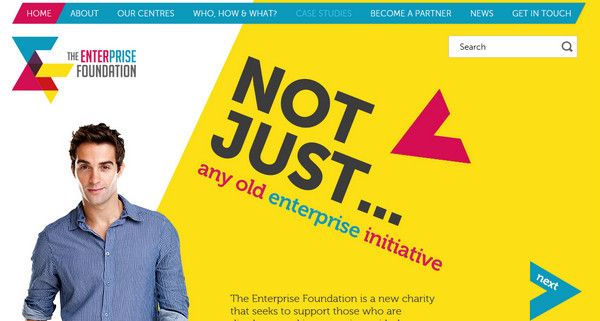 HOME ABOUT OUR CENTRES WHO, HOW & WHAT? CASE STUDIES BECOME A PARTNER NEWS GET IN TOUCH
Search
THE ENTERPRISE
FOUNDATION
NOT
JUST...
any old enterprise initiative
next
The Enterprise Foundation is a new charity
that seeks to support those who are